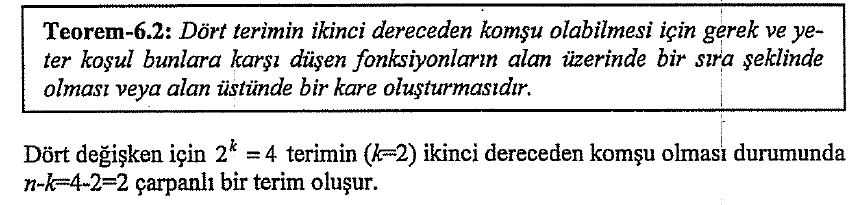 Teorem-6.2: Dört terimin ikinci dereceden komşu olabilmesi için gerek ve ye-
ter koşul bunlara karşı düşen fonksiyonların alan üzerinde bir sıra şeklinde
olması veya alan üstünde bir kare oluşturmasıdır.
Dört değişken için 2^k = 4 terimin (k=2) ikinci dereceden komşu olması durumunda
n-k=4-2=2 çarpanlı bir terim oluşur.